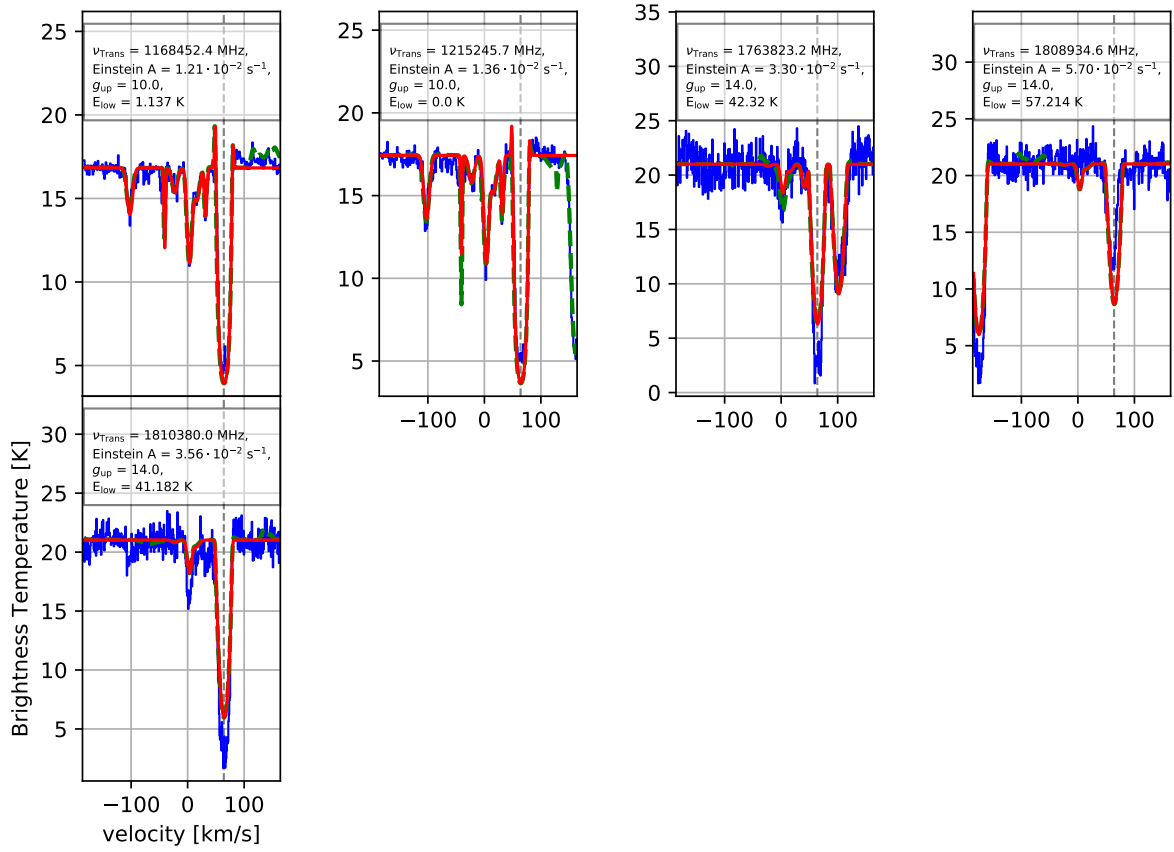 ν_Trans = 1168452.4 MHz,
Einstein A = 1.21 · 10⁻² s⁻¹,
g_up = 10.0,
E_low = 1.137 K
25
20
15
10
5
ν_Trans = 1215245.7 MHz,
Einstein A = 1.36 · 10⁻² s⁻¹,
g_up = 10.0,
E_low = 0.0 K
25
20
15
10
5
−100 0 100
ν_Trans = 1763823.2 MHz,
Einstein A = 3.30 · 10⁻² s⁻¹,
g_up = 14.0,
E_low = 42.32 K
35
30
25
20
15
10
5
0
−100 0 100
ν_Trans = 1808934.6 MHz,
Einstein A = 5.70 · 10⁻² s⁻¹,
g_up = 14.0,
E_low = 57.214 K
30
25
20
15
10
5
−100 0 100
ν_Trans = 1810380.0 MHz,
Einstein A = 3.56 · 10⁻² s⁻¹,
g_up = 14.0,
E_low = 41.182 K
30
25
20
15
10
5
−100 0 100
Brightness Temperature [K]
velocity [km/s]